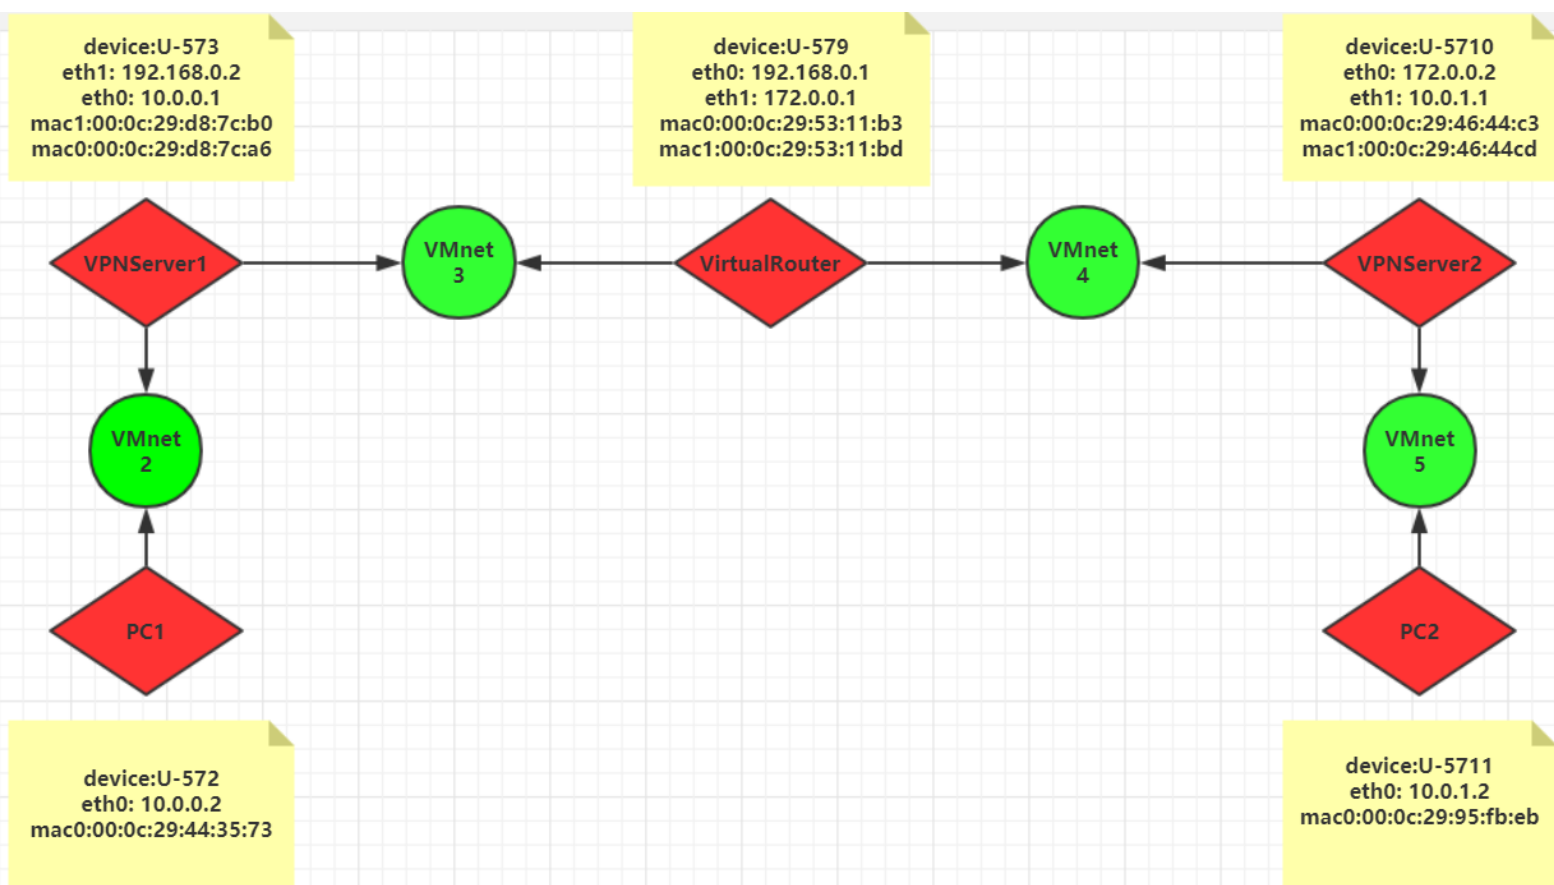 device:U-573
eth1: 192.168.0.2
eth0: 10.0.0.1
mac1:00:0c:29:d8:7c:b0
mac0:00:0c:29:d8:7c:a6
device:U-579
eth0: 192.168.0.1
eth1: 172.0.0.1
mac0:00:0c:29:53:11:b3
mac1:00:0c:29:53:11:bd
device:U-5710
eth0: 172.0.0.2
eth1: 10.0.1.1
mac0:00:0c:29:46:44:c3
mac1:00:0c:29:46:44cd
VPNServer1
VMnet
3
VirtualRouter
VMnet
4
VPNServer2
VMnet
2
VMnet
5
PC1
PC2
device:U-572
eth0: 10.0.0.2
mac0:00:0c:29:44:35:73
device:U-5711
eth0: 10.0.1.2
mac0:00:0c:29:95:fb:eb